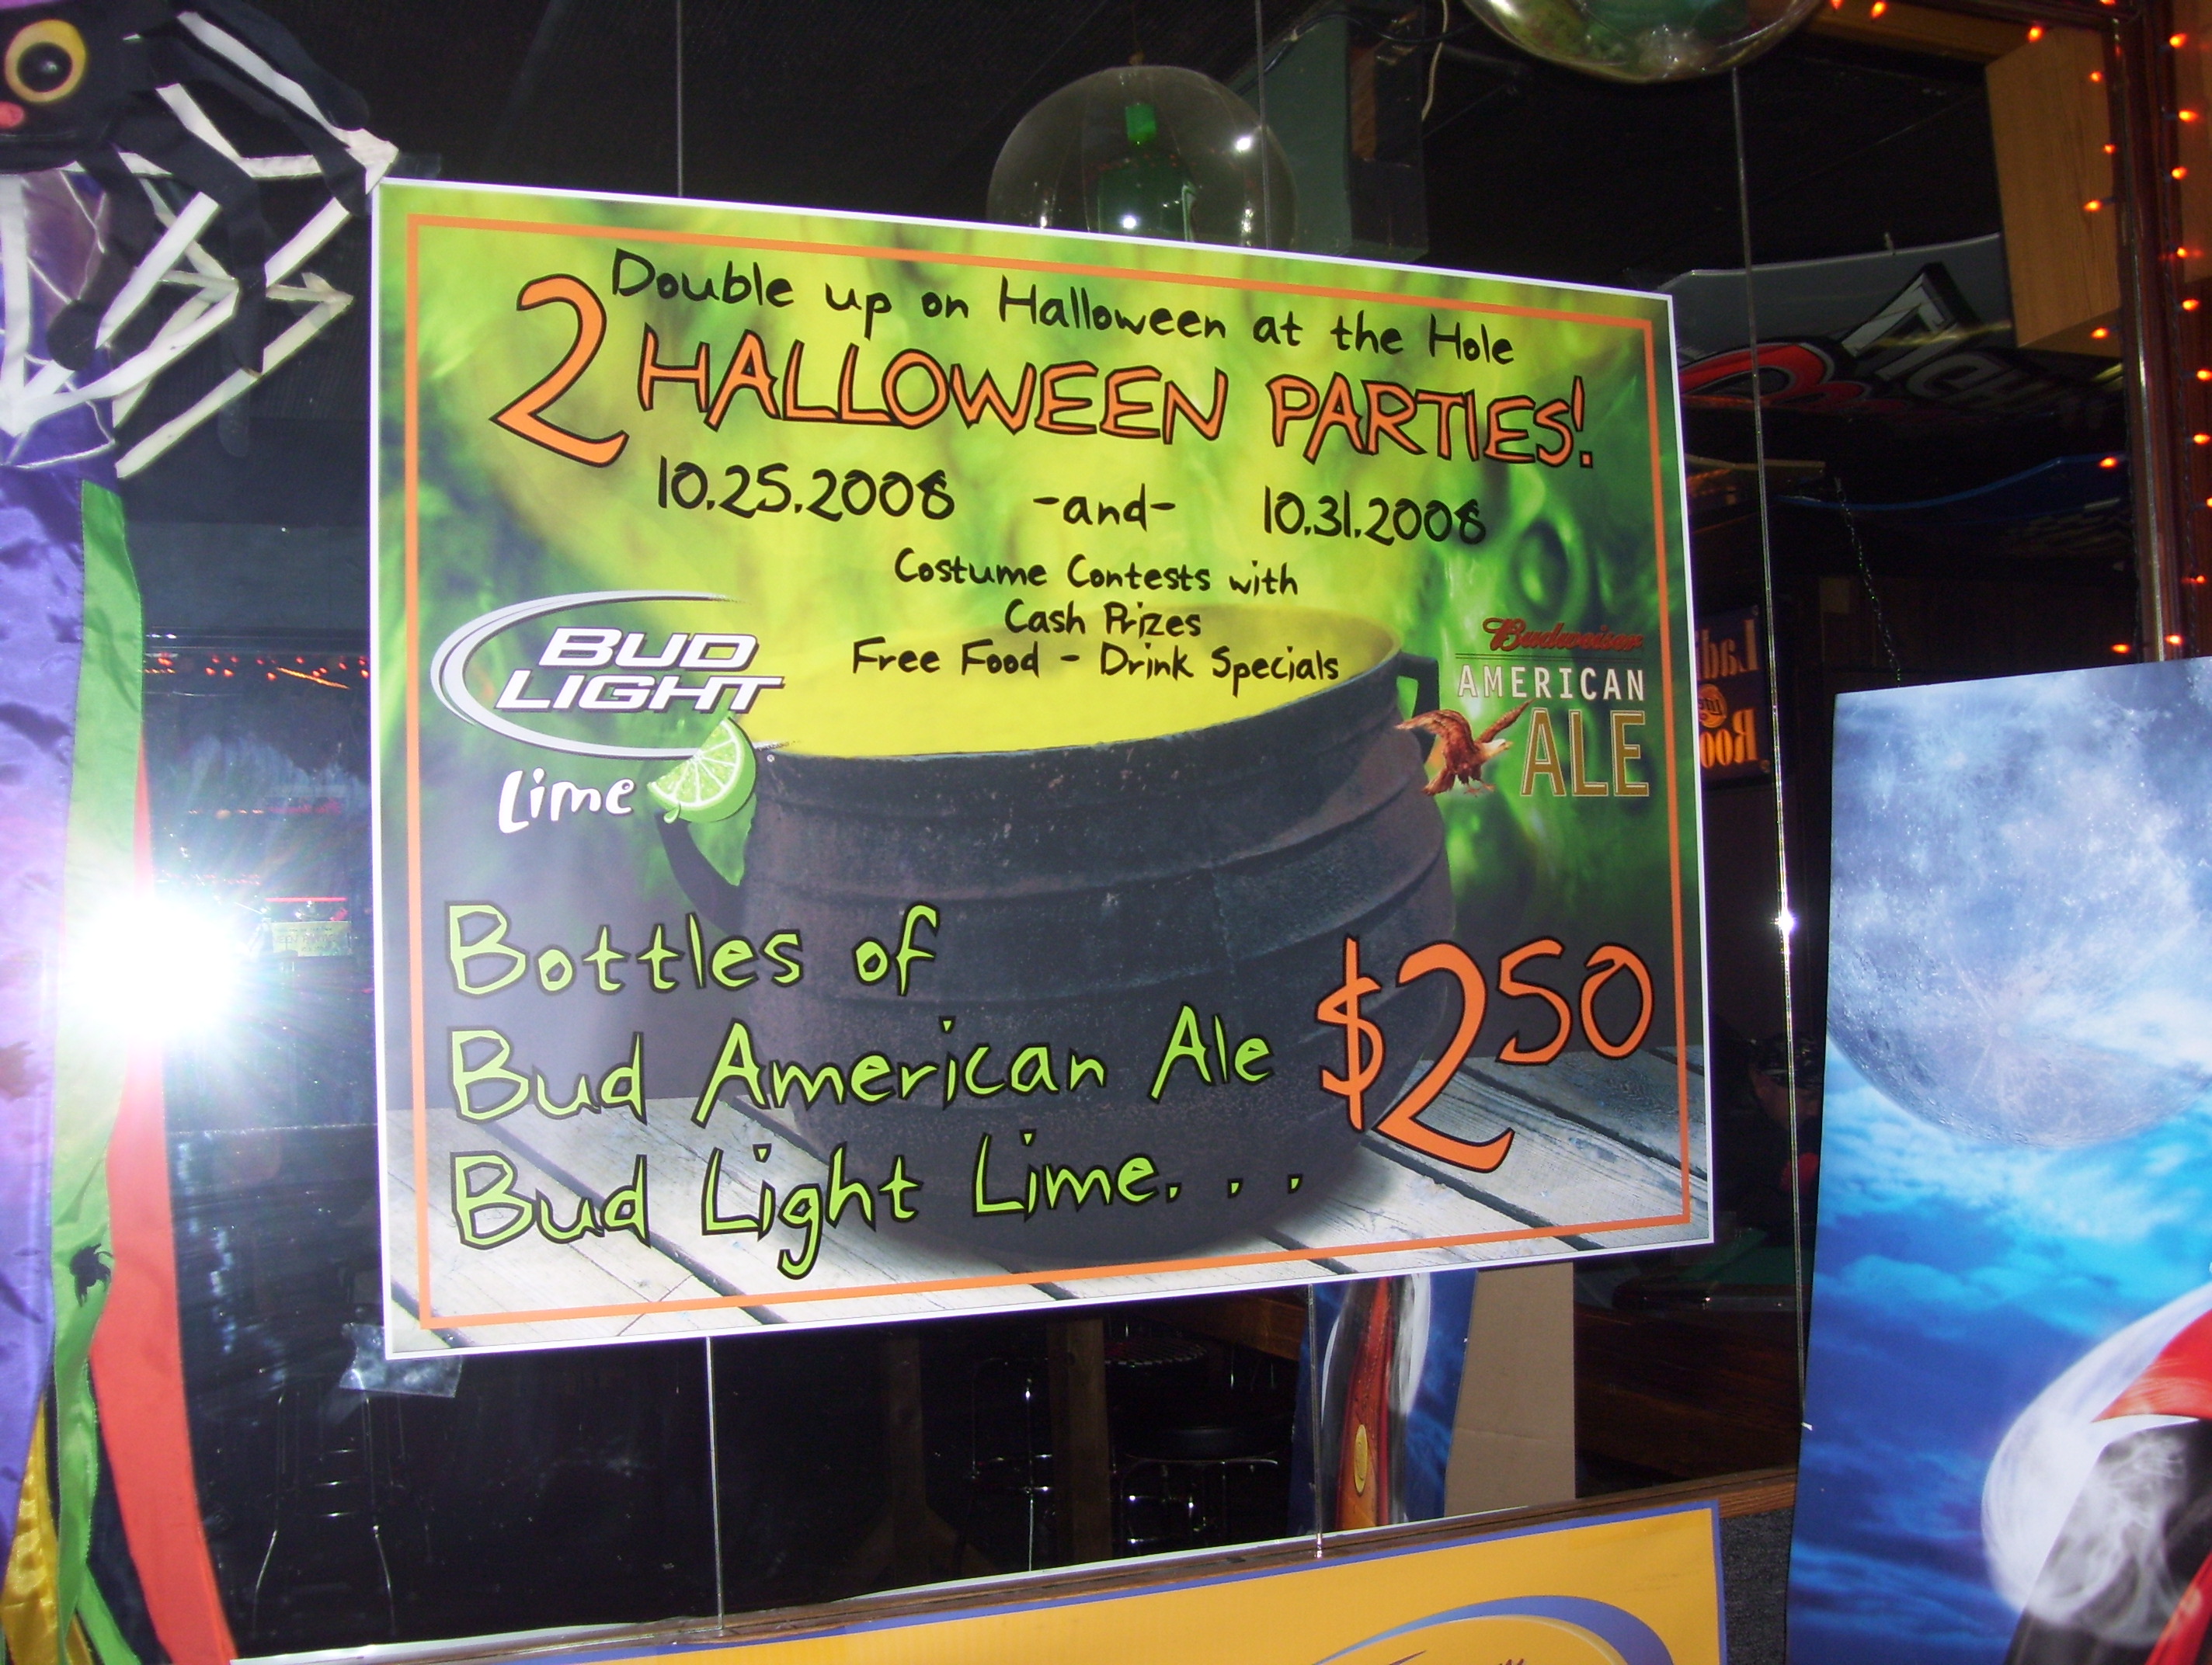 Double up on Halloween at the Hole
2 HALLOWEEN PARTIES!
10.25.2008 -and- 10.31.2008
Costume Contests with
Cash Prizes
Free Food - Drink Specials
BUD
LIGHT
Lime
Budweiser
AMERICAN
ALE
Bottles of
Bud American Ale
Bud Light Lime. . .
$2 50